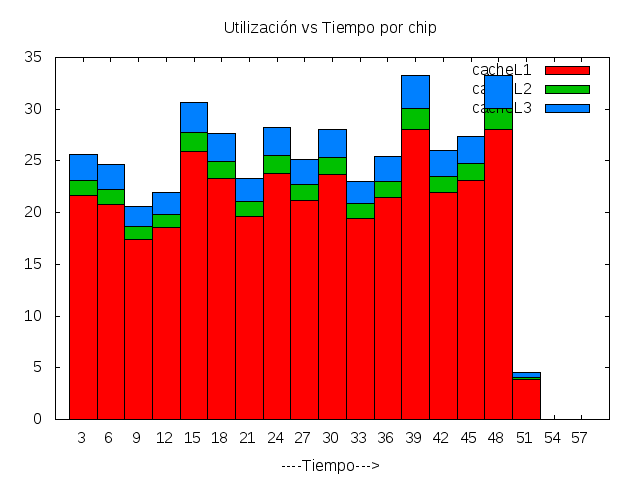 Utilización vs Tiempo por chip
35
30
25
20
15
10
5
0
cacheL1
cacheL2
cacheL3
3 6 9 12 15 18 21 24 27 30 33 36 39 42 45 48 51 54 57
----Tiempo--->